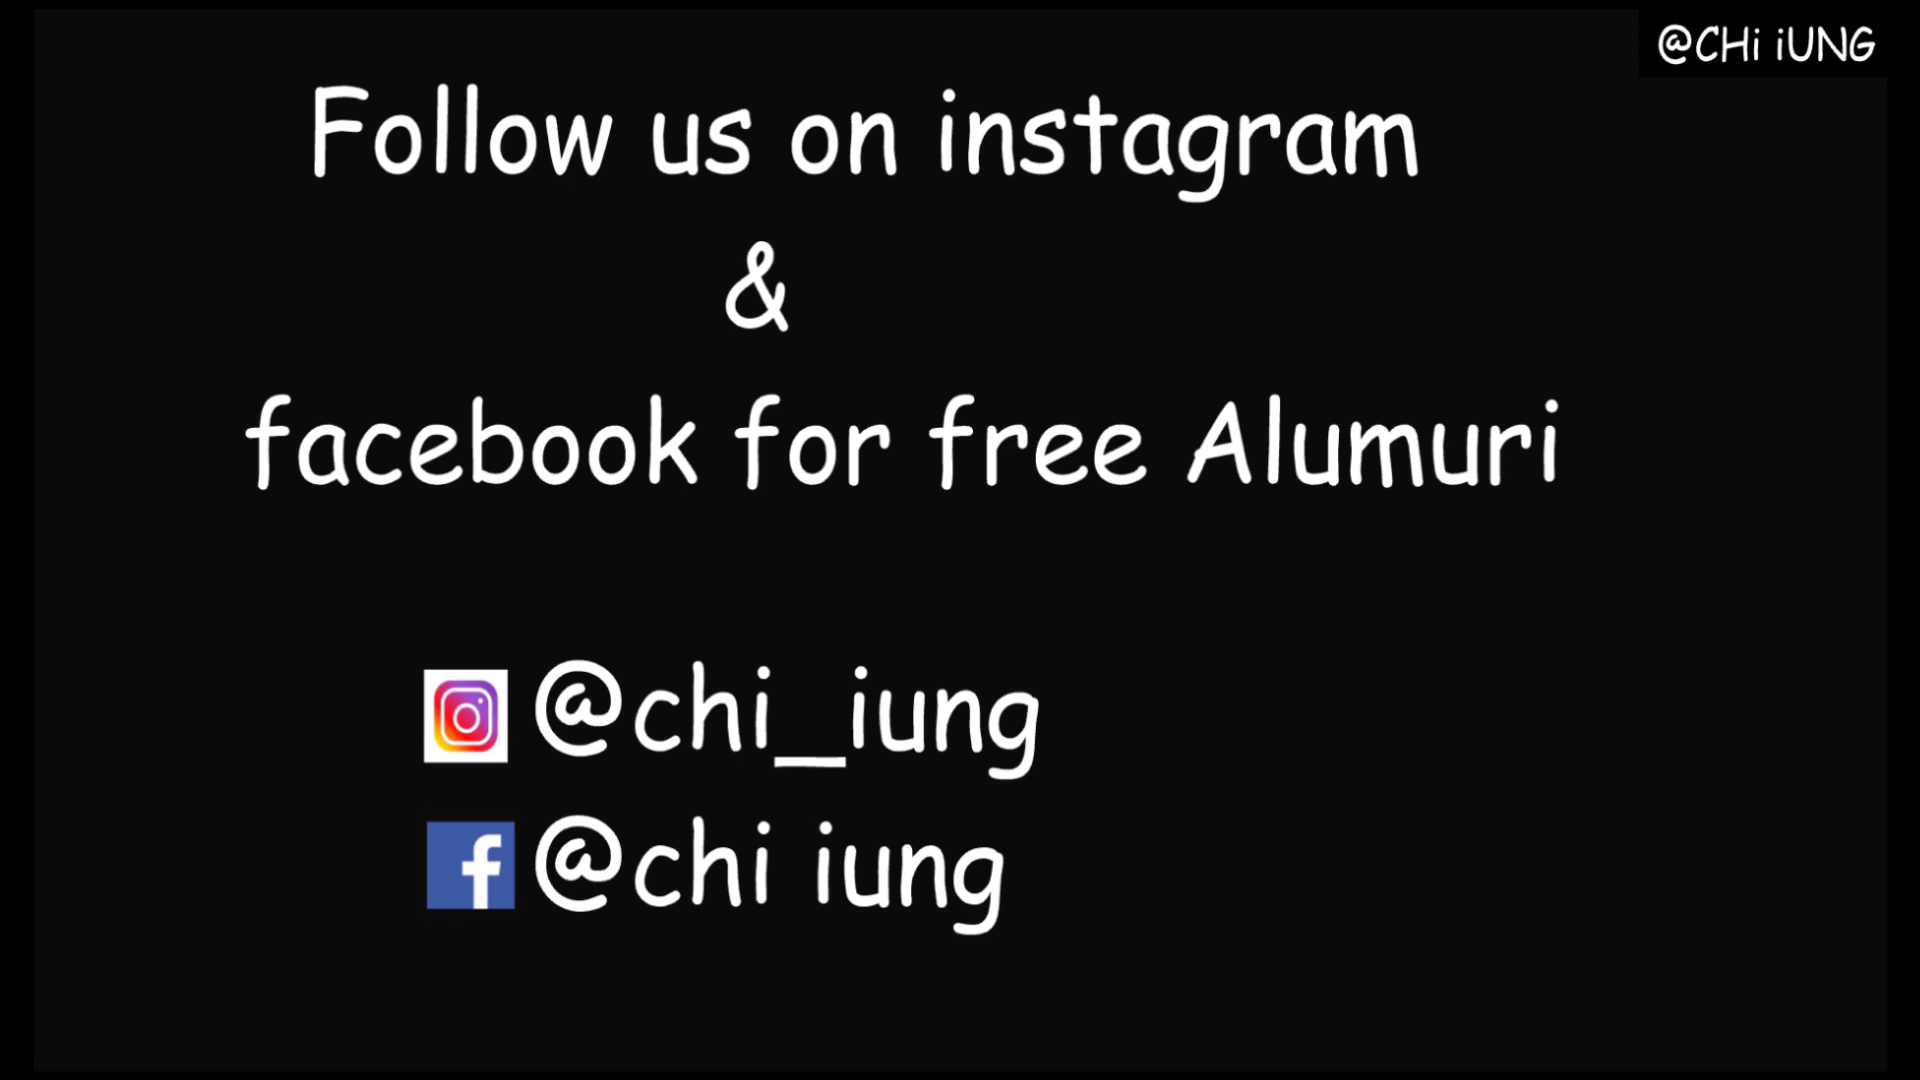 @CHi iUNG
Follow us on instagram
&
facebook for free Alumuri
@chi_iung
@chi iung